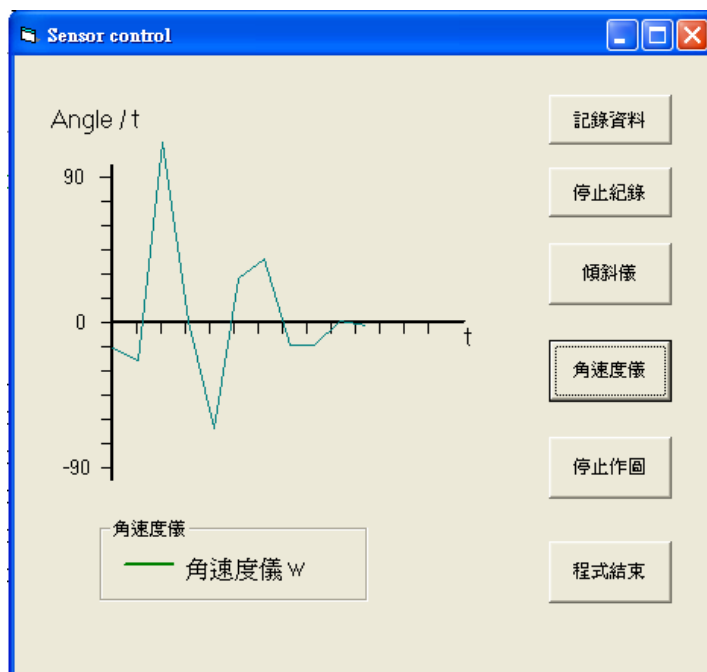 Sensor control
Angle / t
90
0
-90
t
角速度儀
角速度儀 w
記錄資料
停止紀錄
傾斜儀
角速度儀
停止作圖
程式結束